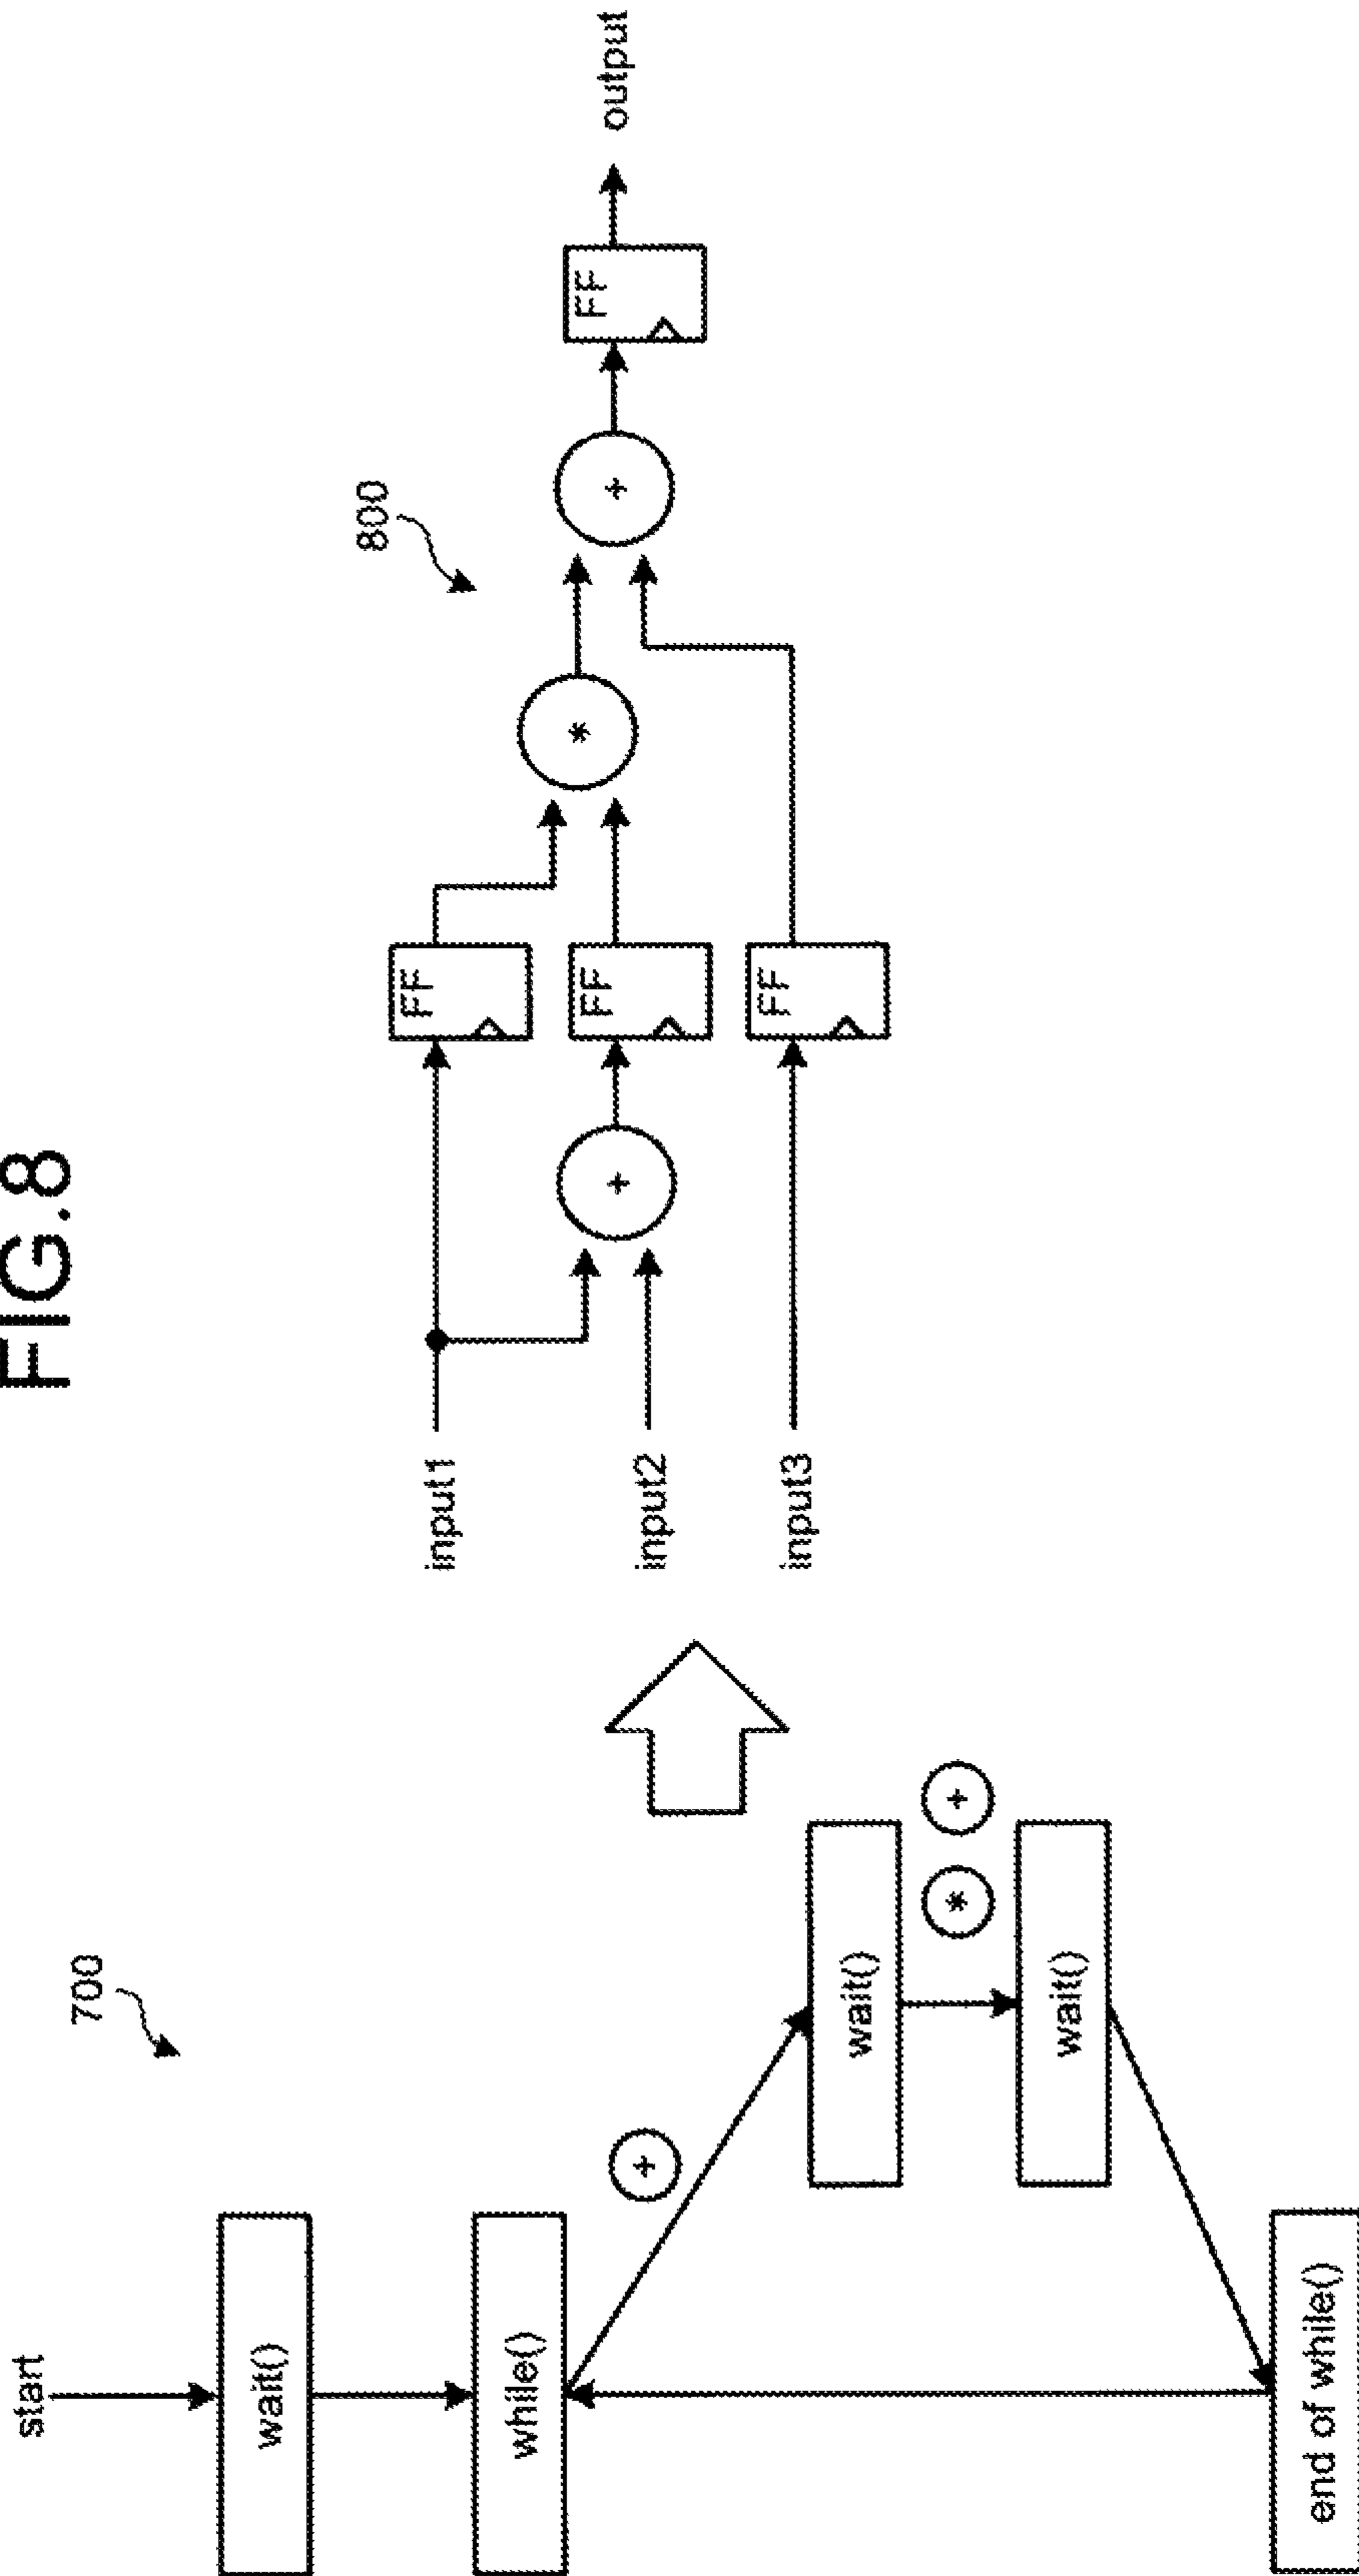 FIG.8
700
start
wait()
while()
+
wait()
* +
wait()
end of while()
800
input1
input2
input3
+
FF
FF
FF
*
+
FF
output